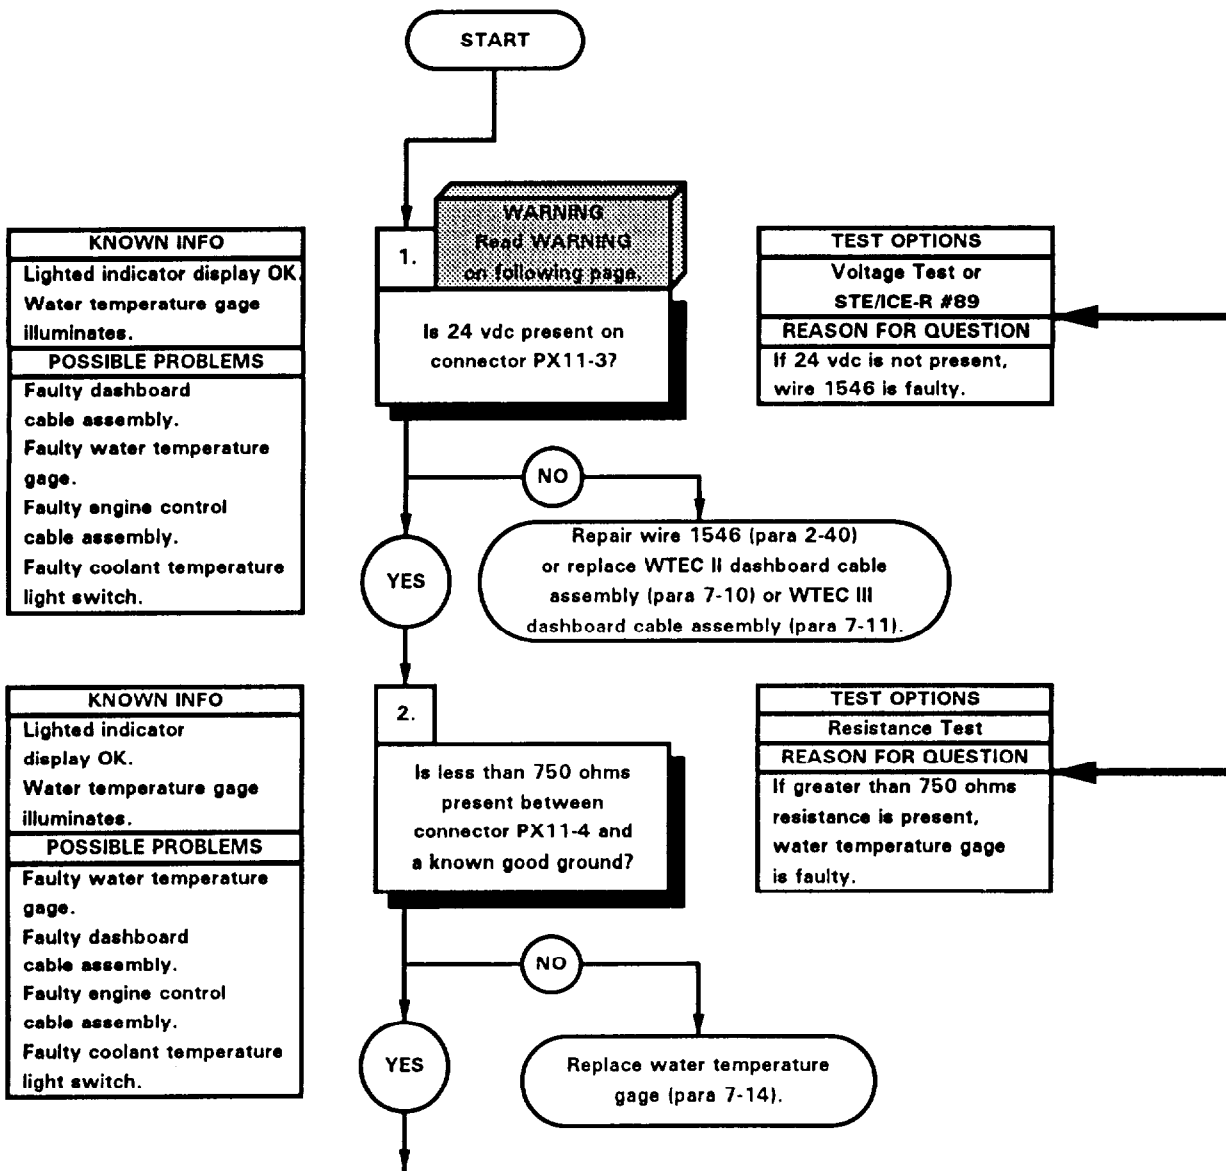 START
WARNING
Read WARNING
on following page.
1.
Is 24 vdc present on
connector PX11-3?
KNOWN INFO
Lighted indicator display OK.
Water temperature gage
illuminates.
POSSIBLE PROBLEMS
Faulty dashboard
cable assembly.
Faulty water temperature
gage.
Faulty engine control
cable assembly.
Faulty coolant temperature
light switch.
TEST OPTIONS
Voltage Test or
STE/ICE-R #89
REASON FOR QUESTION
If 24 vdc is not present,
wire 1546 is faulty.
NO
YES
Repair wire 1546 (para 2-40)
or replace WTEC II dashboard cable
assembly (para 7-10) or WTEC III
dashboard cable assembly (para 7-11).
KNOWN INFO
Lighted indicator
display OK.
Water temperature gage
illuminates.
POSSIBLE PROBLEMS
Faulty water temperature
gage.
Faulty dashboard
cable assembly.
Faulty engine control
cable assembly.
Faulty coolant temperature
light switch.
2.
Is less than 750 ohms
present between
connector PX11-4 and
a known good ground?
TEST OPTIONS
Resistance Test
REASON FOR QUESTION
If greater than 750 ohms
resistance is present,
water temperature gage
is faulty.
NO
YES
Replace water temperature
gage (para 7-14).